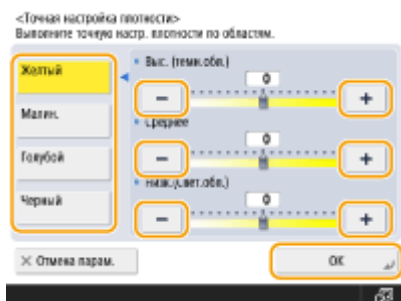 <Точная настройка плотности>
Выполните точную настр. плотности по областям.
Желтый
Малин.
Голубой
Черный
Выс. (темн.обл.)
0
− +
Среднее
0
− +
Низк.(свет.обл.)
0
− +
× Отмена парам.
OK